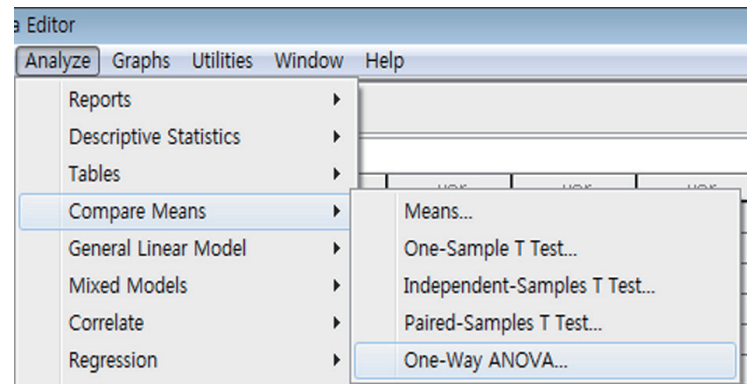 a Editor
Analyze Graphs Utilities Window Help
Reports
Descriptive Statistics
Tables
Compare Means
General Linear Model
Mixed Models
Correlate
Regression
Means...
One-Sample T Test...
Independent-Samples T Test...
Paired-Samples T Test...
One-Way ANOVA...